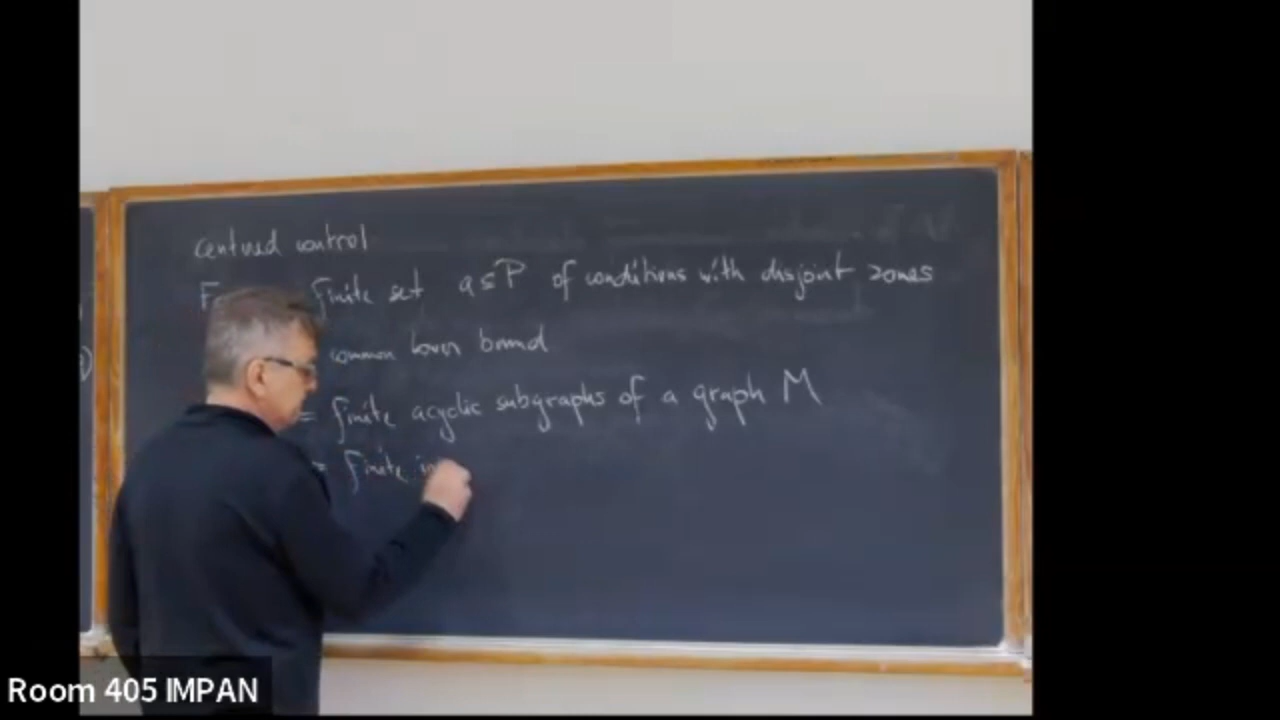 centered control
finite set a ≤ P of conditions with disjoint zones
common lower bound
= finite acyclic subgraphs of a graph M
= finite
Room 405 IMPAN